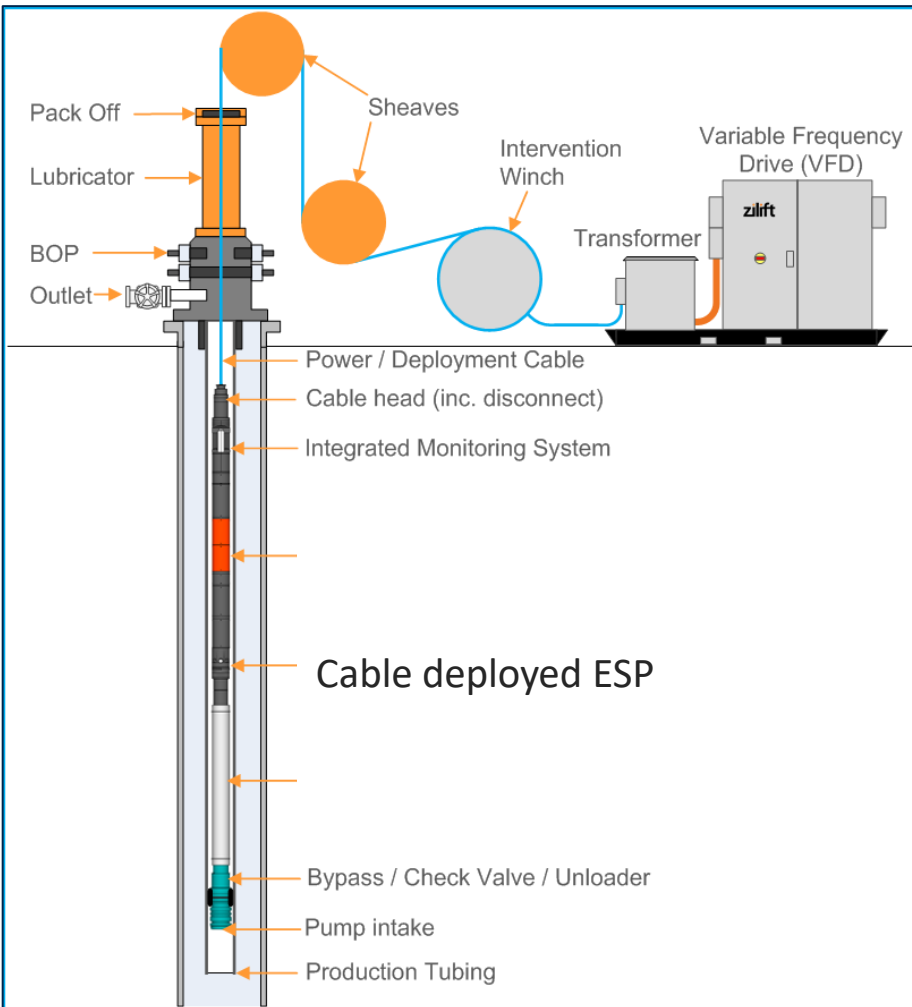 Pack Off
Lubricator
BOP
Outlet
Sheaves
Intervention
Winch
Variable Frequency
Drive (VFD)
zilift
Transformer
Power / Deployment Cable
Cable head (inc. disconnect)
Integrated Monitoring System
Cable deployed ESP
Bypass / Check Valve / Unloader
Pump intake
Production Tubing